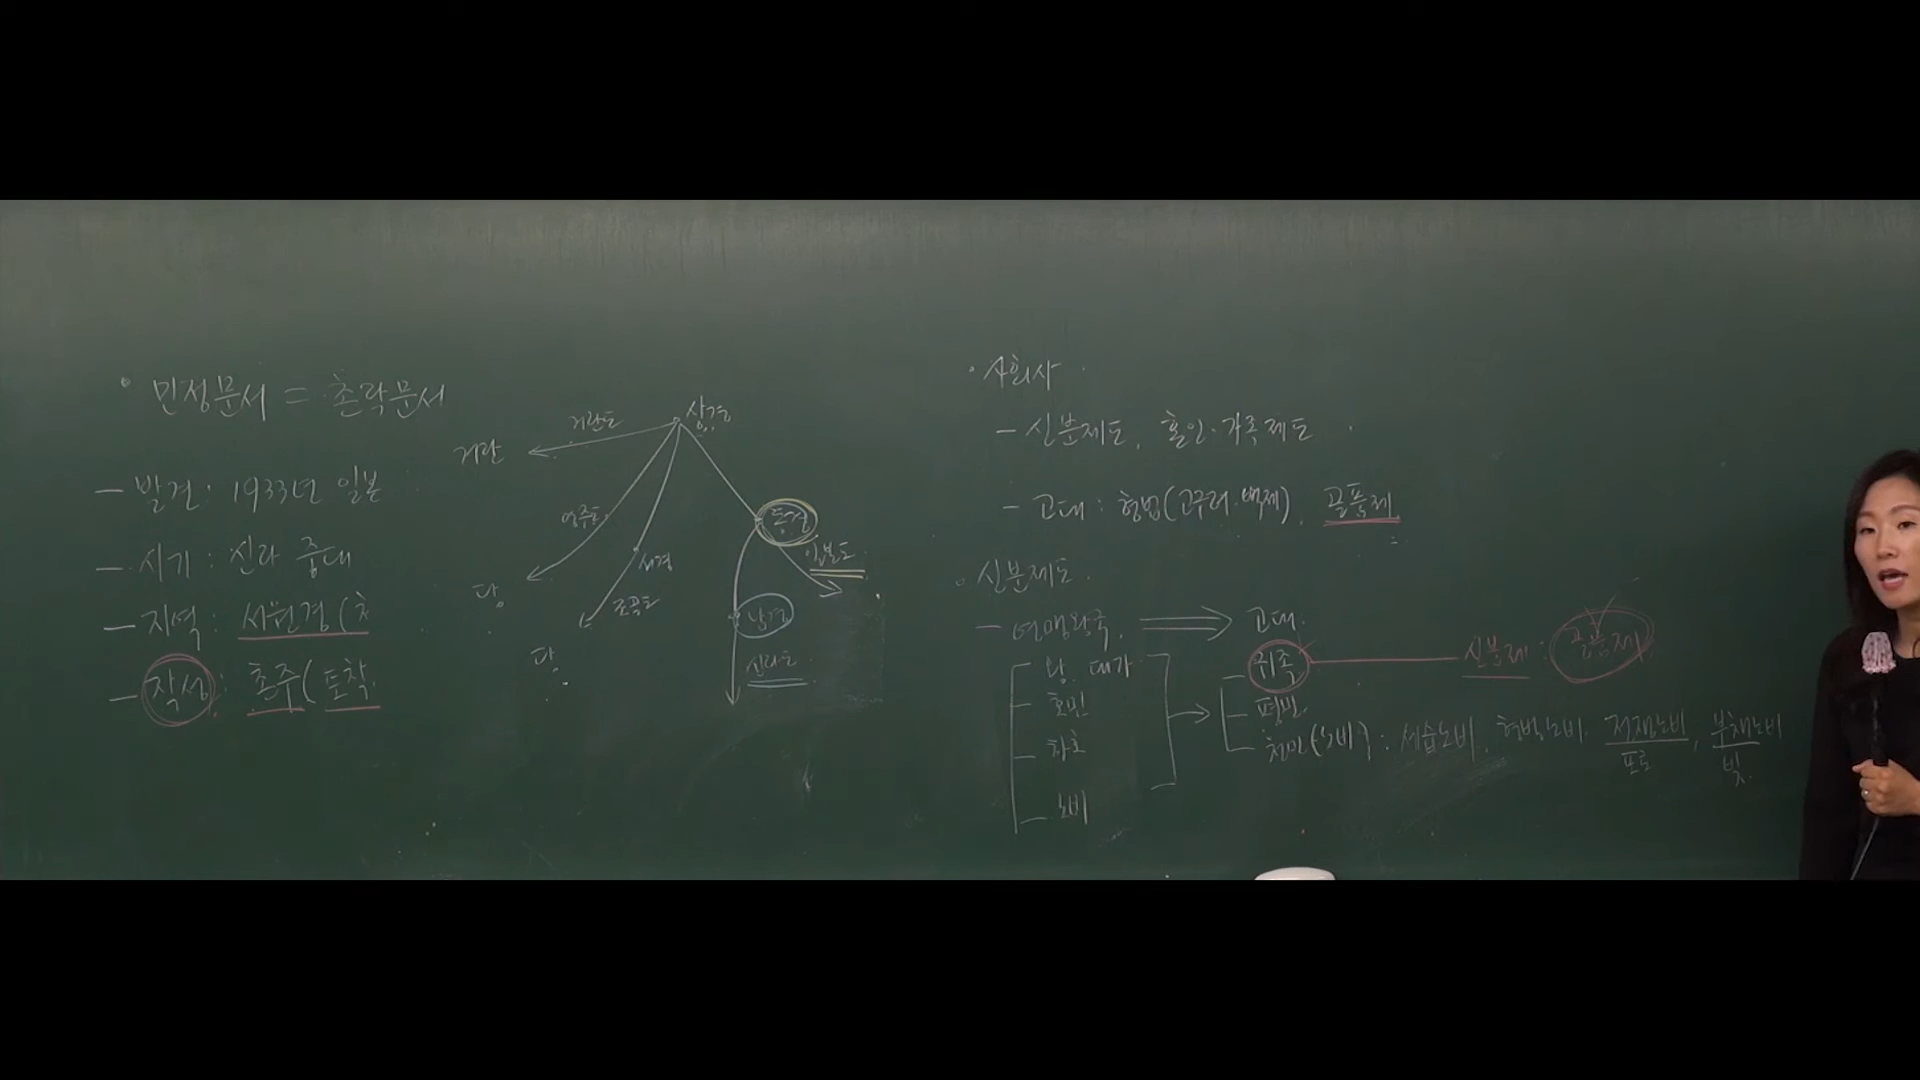 · 민정문서 = 촌락문서
- 발견 : 1933년 일본
- 시기 : 신라 중대
- 지역 : 서원경 (청
- 작성 : 촌주 ( 토착
상경
거란도
거란
영주도
당
서경
조공도
당
동경
일본도
남경
신라도
· 사회사
- 신분제도, 혼인·가족제도
- 고대 : 형법(고구려·백제), 골품제
· 신분제도
- 연맹왕국 ⇒ 고대
왕, 대가
호민
하호
노비
귀족 — 신분제 : 골품제
평민
천민(노비) : 세습노비, 형벌노비, 전쟁노비, 부채노비
포로
빚